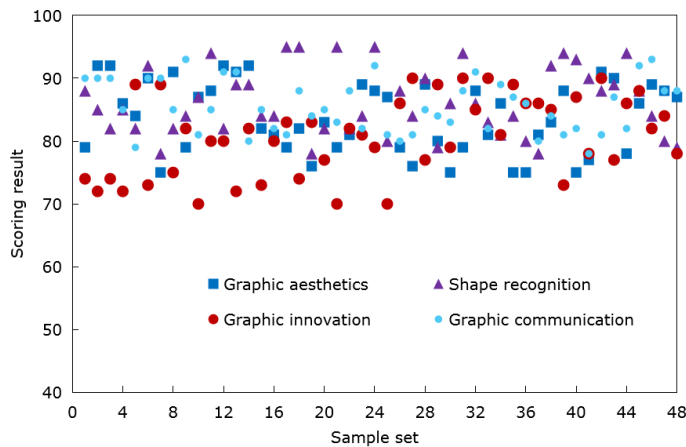 100
90
80
70
60
50
40
Scoring result
Graphic aesthetics
Shape recognition
Graphic innovation
Graphic communication
0 4 8 12 16 20 24 28 32 36 40 44 48
Sample set